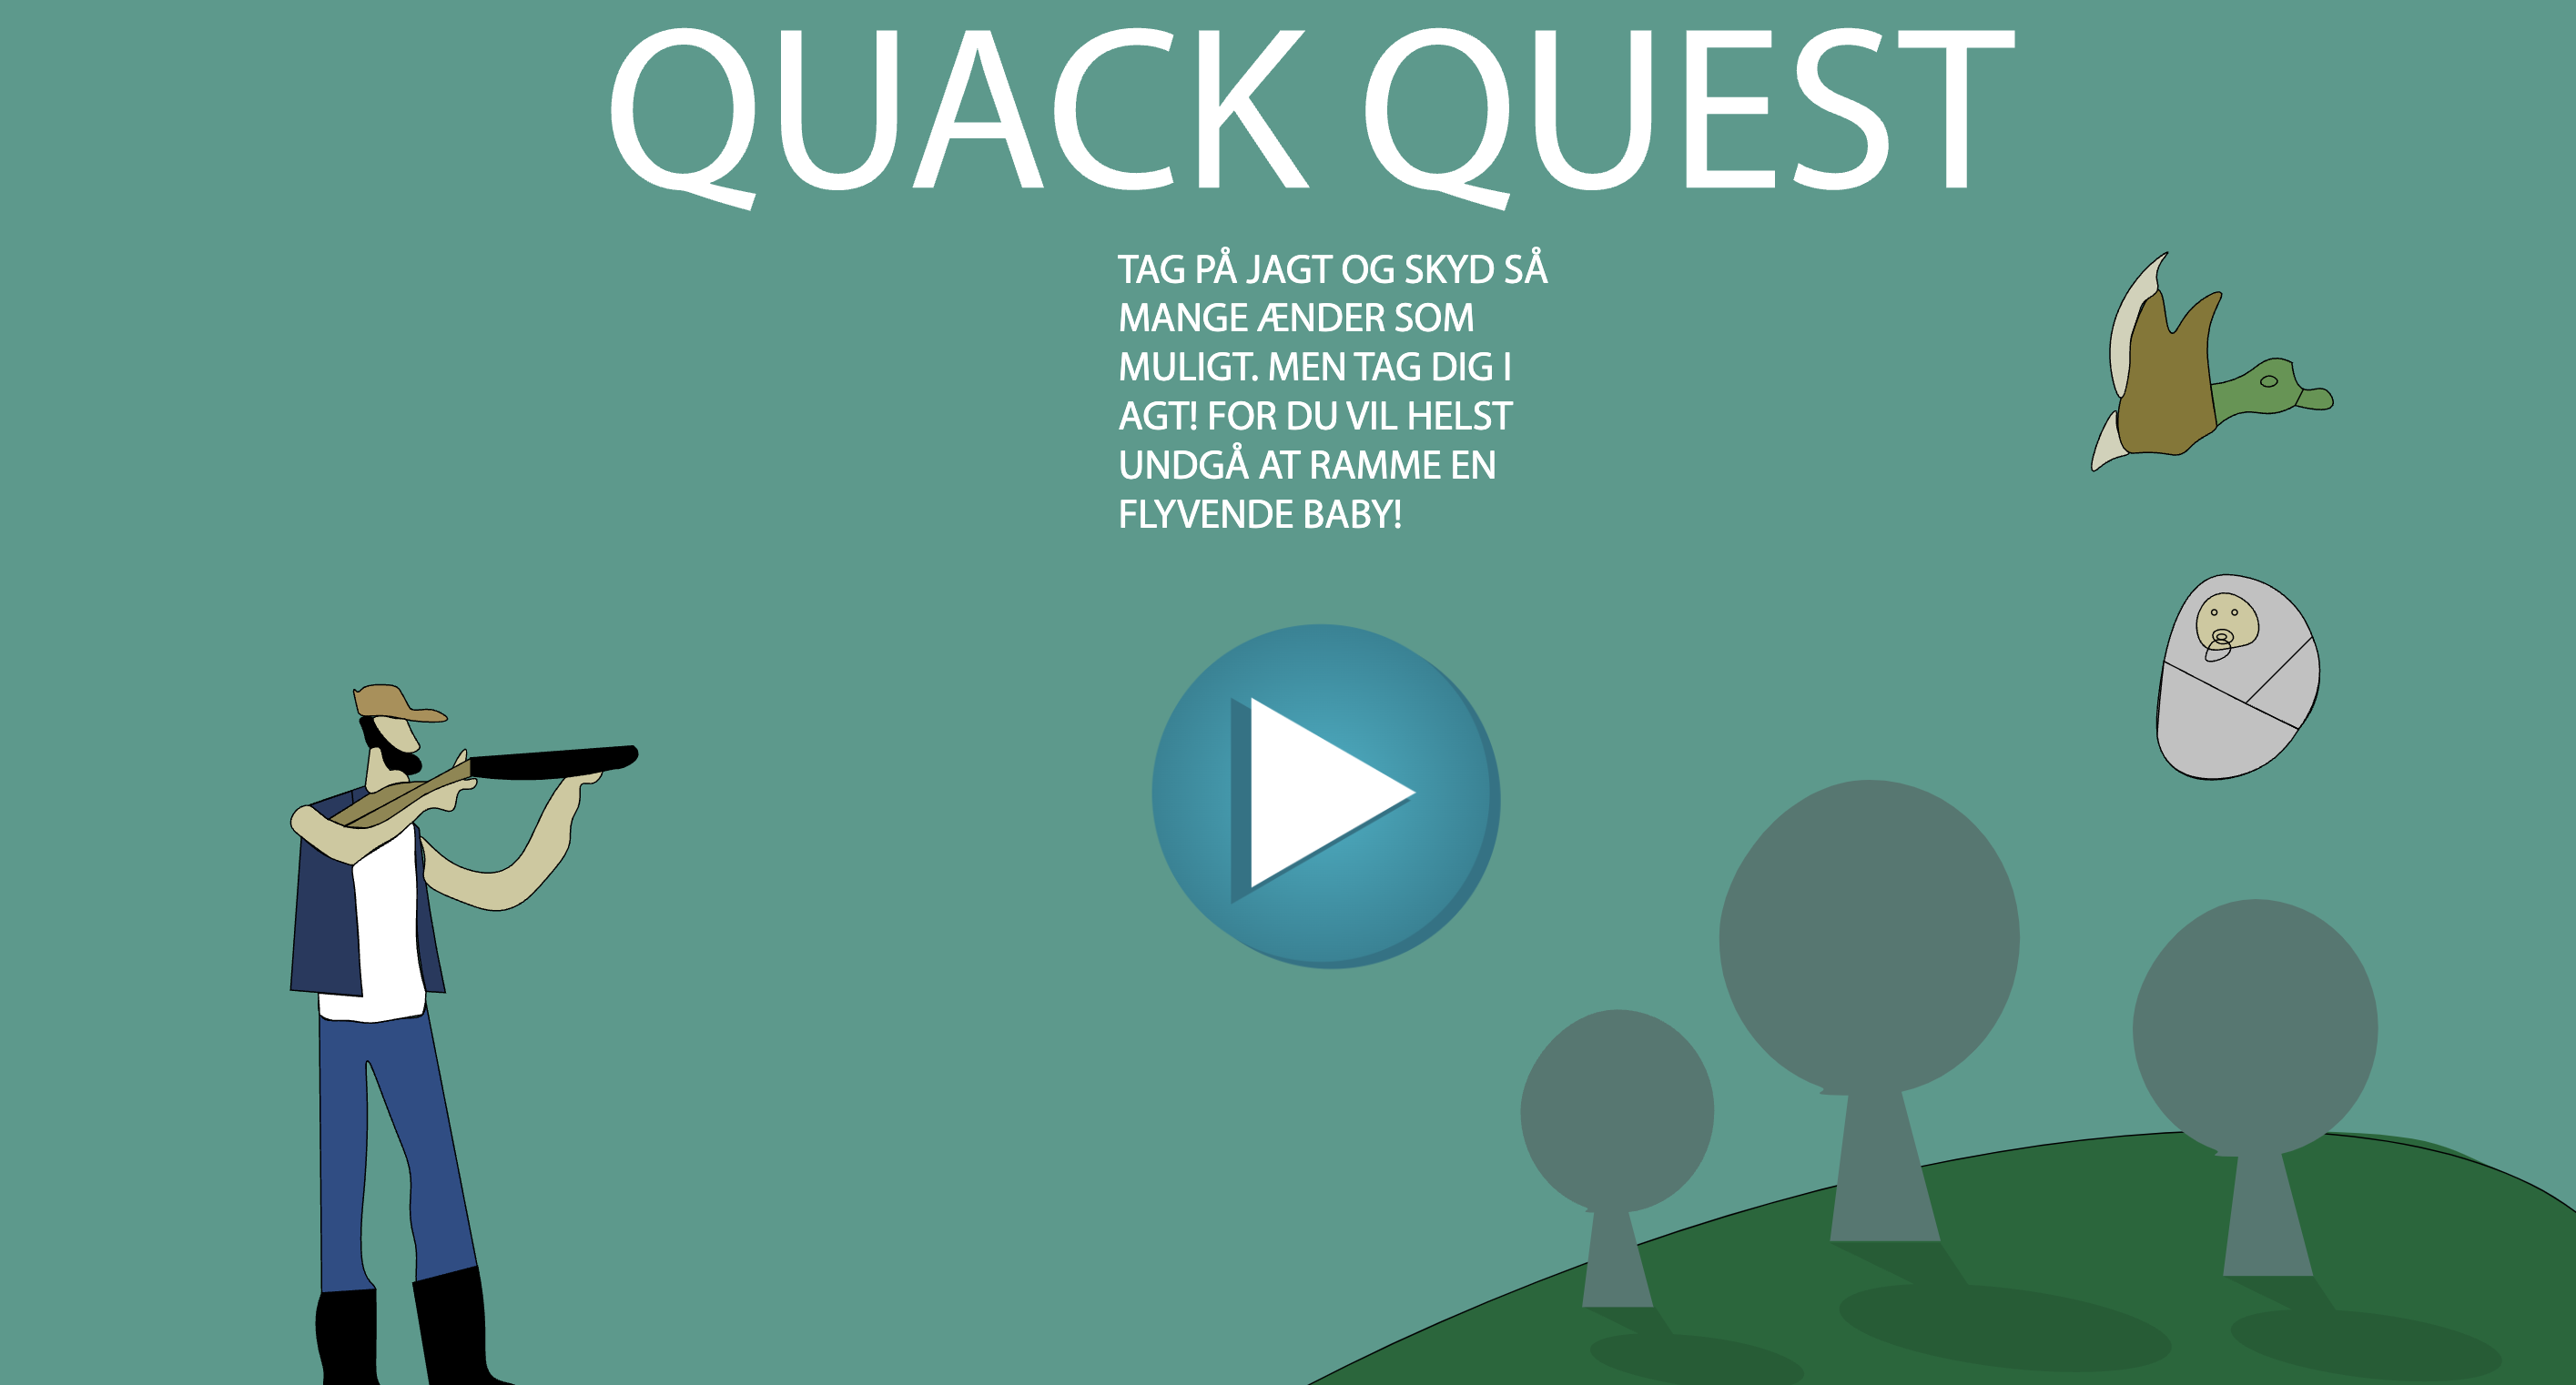 QUACK QUEST
TAG PÅ JAGT OG SKYD SÅ
MANGE ÆNDER SOM
MULIGT. MEN TAG DIG I
AGT! FOR DU VIL HELST
UNDGÅ AT RAMME EN
FLYVENDE BABY!